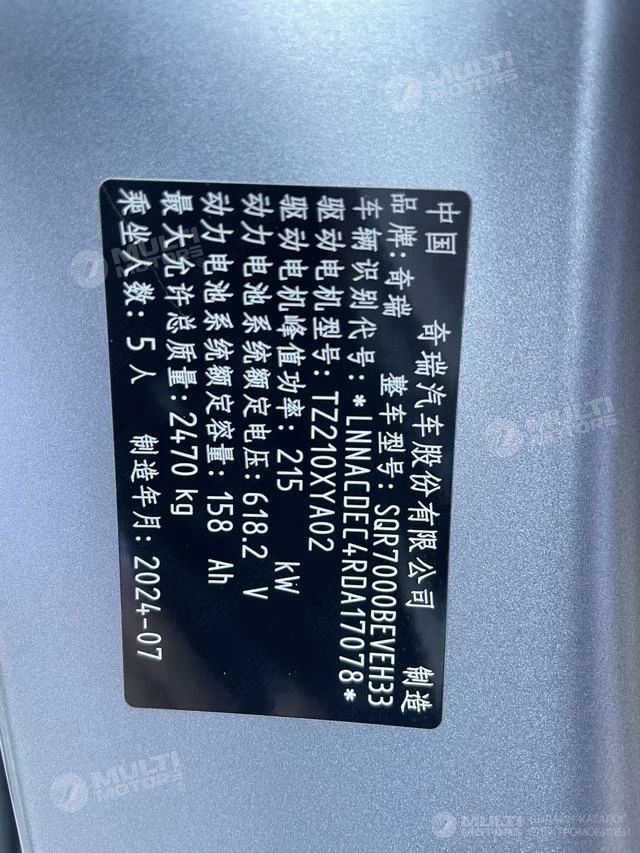 中国 奇瑞汽车股份有限公司 制造
品牌: 奇瑞 整车型号: SQR7000BEVEH33
车辆识别代号: *LNNACDEC4RDA17078*
驱动电机型号: TZ210XYA02
驱动电机峰值功率: 215 kW
动力电池系统额定电压: 618.2 V
动力电池系统额定容量: 158 Ah
最大允许总质量: 2470 kg
乘坐人数: 5人 制造年月: 2024-07
MULTI
MOTORS
MULTI
MOTORS
MULTI
MOTORS
MULTI
MOTORS
MULTI
MOTORS
ОНЛАЙН-КАТАЛОГ
ЭЛЕКТРОМОБИЛЕЙ